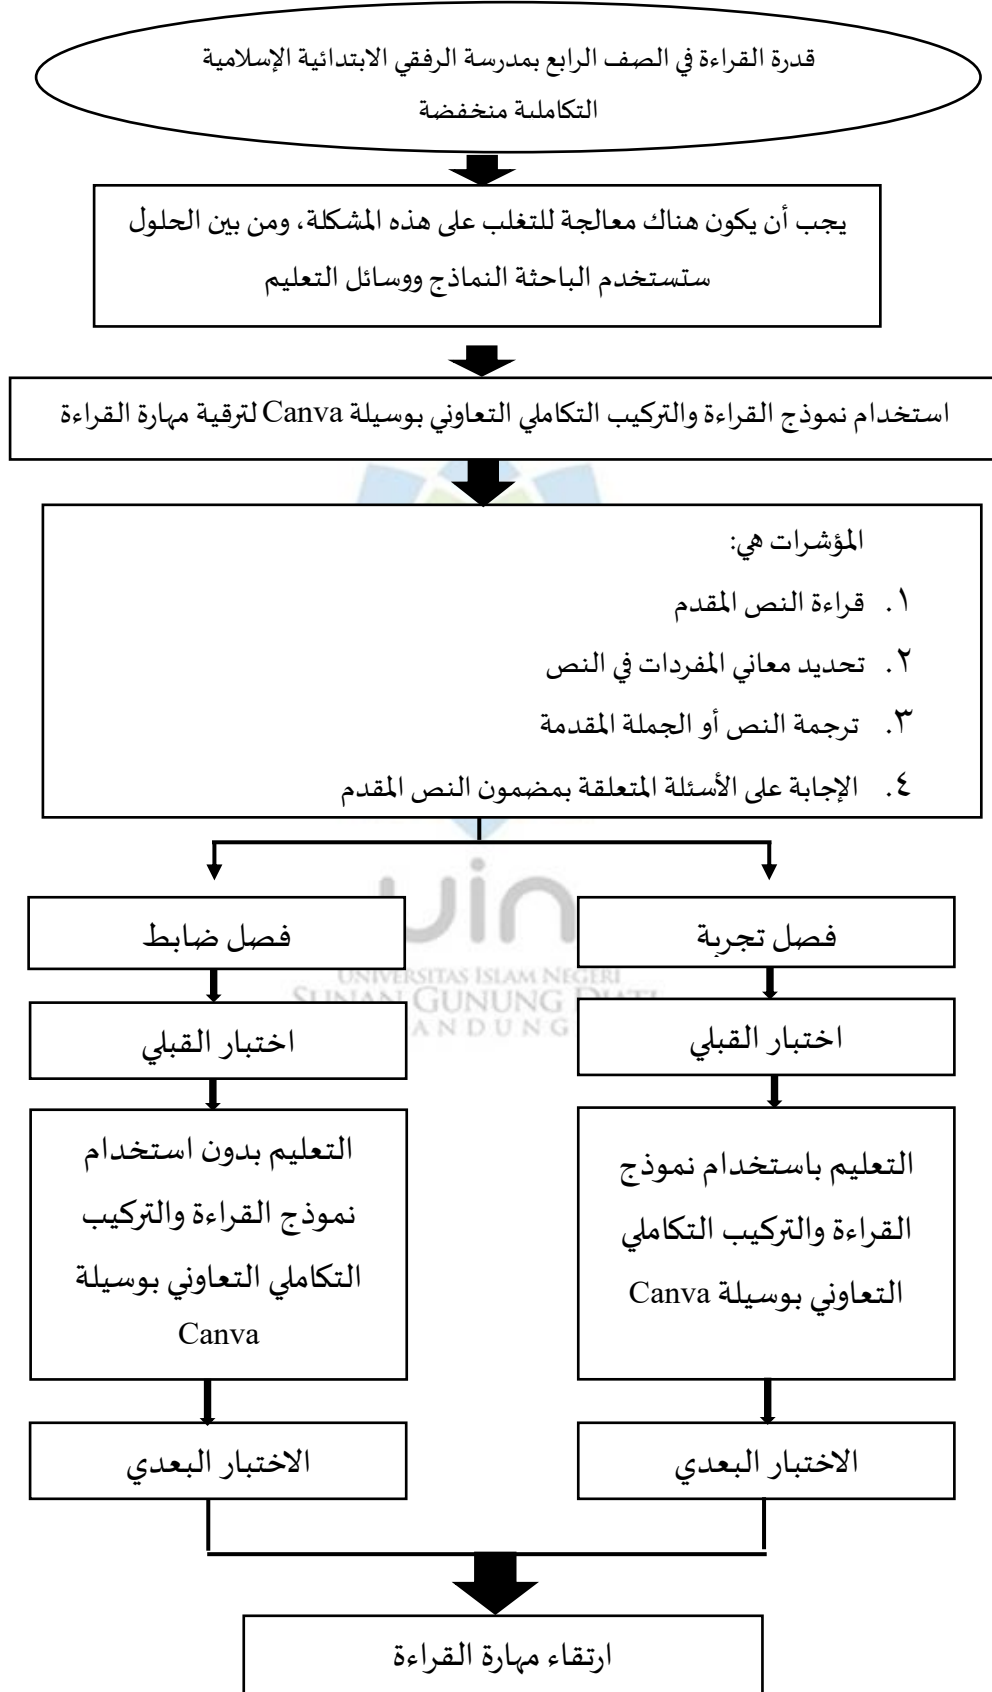 قدرة القراءة في الصف الرابع بمدرسة الرفقي الابتدائية الإسلامية
التكاملية منخفضة
يجب أن يكون هناك معالجة للتغلب على هذه المشكلة، ومن بين الحلول
ستستخدم الباحثة النماذج ووسائل التعليم
استخدام نموذج القراءة والتركيب التكاملي التعاوني بوسيلة Canva لترقية مهارة القراءة
المؤشرات هي:
١. قراءة النص المقدم
٢. تحديد معاني المفردات في النص
٣. ترجمة النص أو الجملة المقدمة
٤. الإجابة على الأسئلة المتعلقة بمضمون النص المقدم
uin
UNIVERSITAS ISLAM NEGERI
SUNAN GUNUNG DJATI
فصل تجربة
فصل ضابط
اختبار القبلي
اختبار القبلي
التعليم باستخدام نموذج
القراءة والتركيب التكاملي
التعاوني بوسيلة Canva
التعليم بدون استخدام
نموذج القراءة والتركيب
التكاملي التعاوني بوسيلة
Canva
الاختبار البعدي
الاختبار البعدي
ارتقاء مهارة القراءة